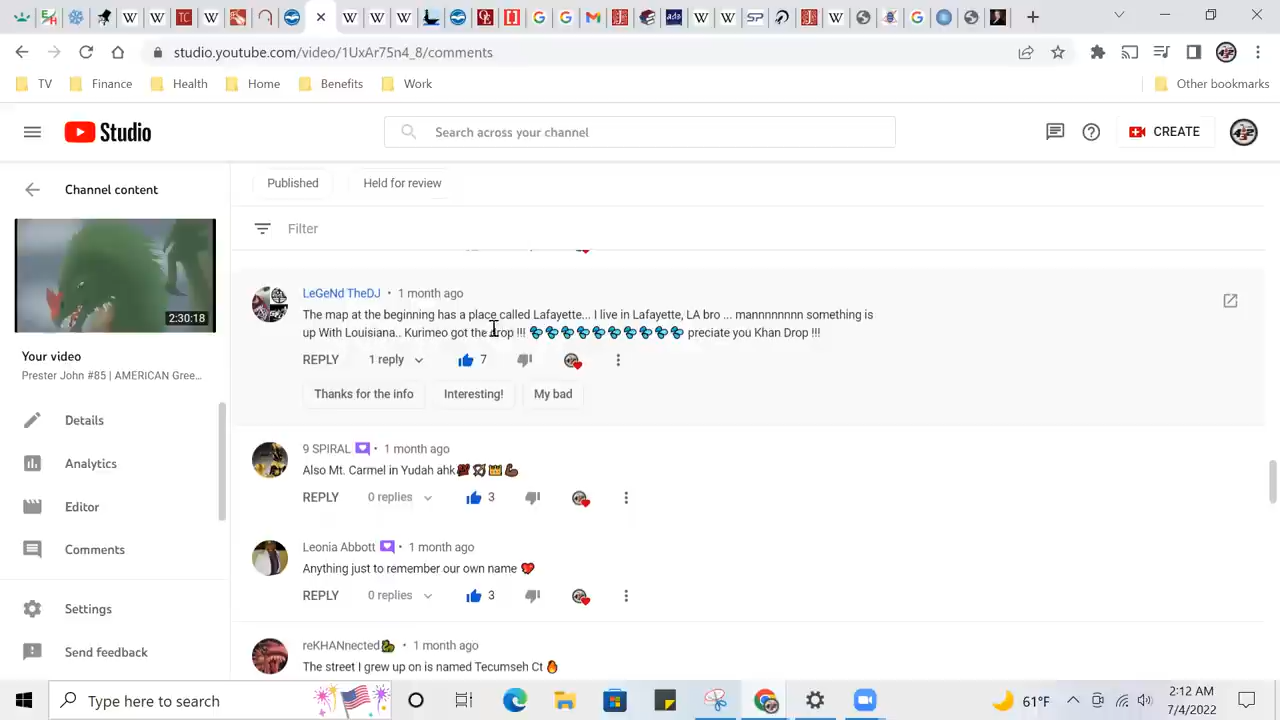 studio.youtube.com/video/1UxAr75n4_8/comments
TV
Finance
Health
Home
Benefits
Work
Other bookmarks
Studio
Search across your channel
CREATE
Channel content
2:30:18
Your video
Prester John #85 | AMERICAN Gree...
Details
Analytics
Editor
Comments
Settings
Send feedback
Published
Held for review
Filter
LeGeNd TheDJ • 1 month ago
The map at the beginning has a place called Lafayette... I live in Lafayette, LA bro ... mannnnnnnn something is
up With Louisiana.. Kurimeo got the drop !!! preciate you Khan Drop !!!
REPLY 1 reply 7
Thanks for the info Interesting! My bad
9 SPIRAL • 1 month ago
Also Mt. Carmel in Yudah ahk
REPLY 0 replies 3
Leonia Abbott • 1 month ago
Anything just to remember our own name
REPLY 0 replies 3
reKHANnected • 1 month ago
The street I grew up on is named Tecumseh Ct
Type here to search
61°F
2:12 AM
7/4/2022